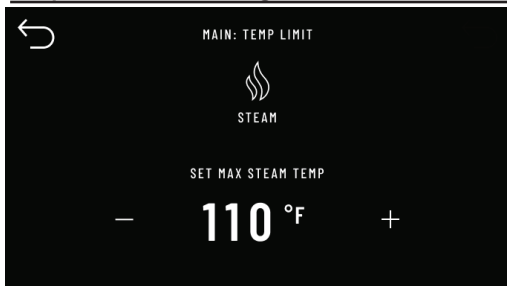 MAIN: TEMP LIMIT
STEAM
SET MAX STEAM TEMP
— 110 °F +